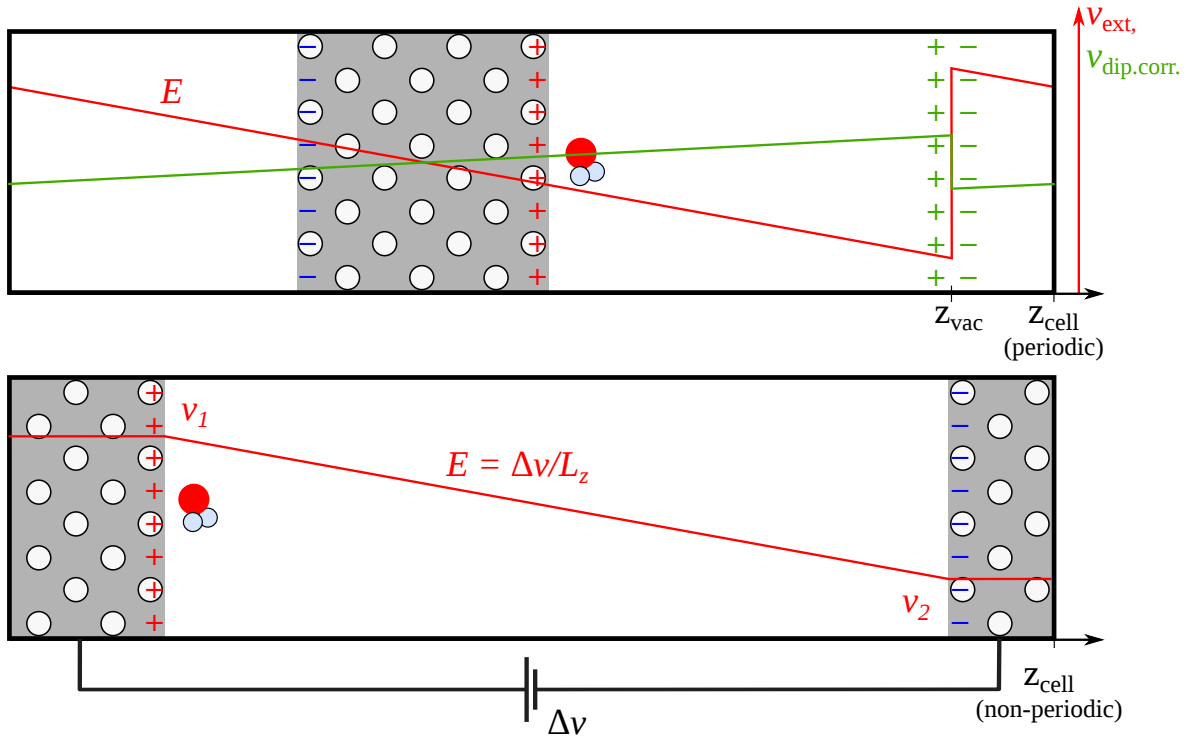 v_ext,
v_dip.corr.
E
z_vac
z_cell
(periodic)
v_1
E = Δv/L_z
v_2
z_cell
(non-periodic)
Δv